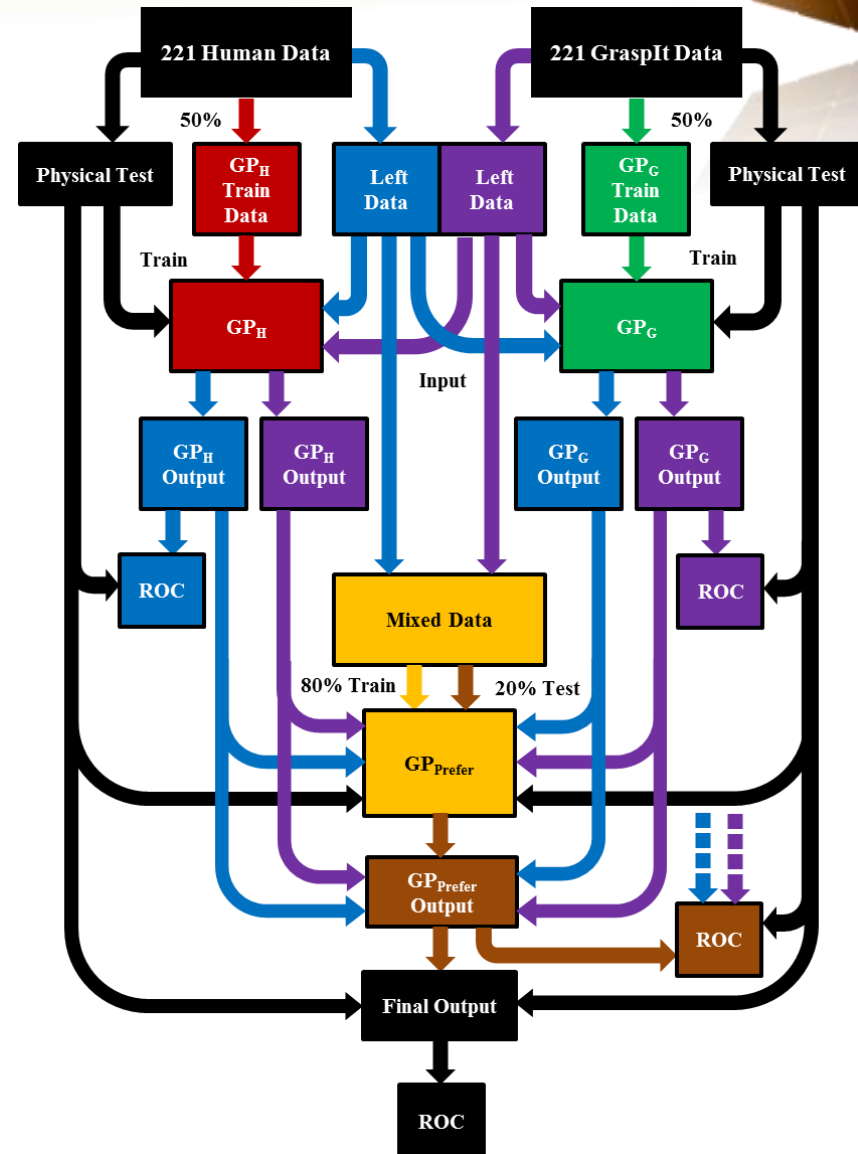 221 Human Data
221 GraspIt Data
50%
50%
Physical Test
GPH
Train
Data
Left
Data
Left
Data
GPG
Train
Data
Physical Test
Train
Train
GPH
GPG
Input
GPH
Output
GPH
Output
GPG
Output
GPG
Output
ROC
ROC
Mixed Data
80% Train
20% Test
GPPrefer
GPPrefer
Output
ROC
Final Output
ROC